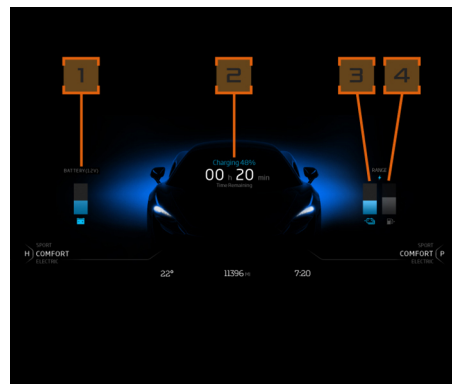 1
2
3
4
BATTERY(12V)
Charging 48%
00 h 20 min
Time Remaining
RANGE
SPORT
H) COMFORT
ELECTRIC
SPORT
COMFORT (P
ELECTRIC
22°
11396 MI
7:20